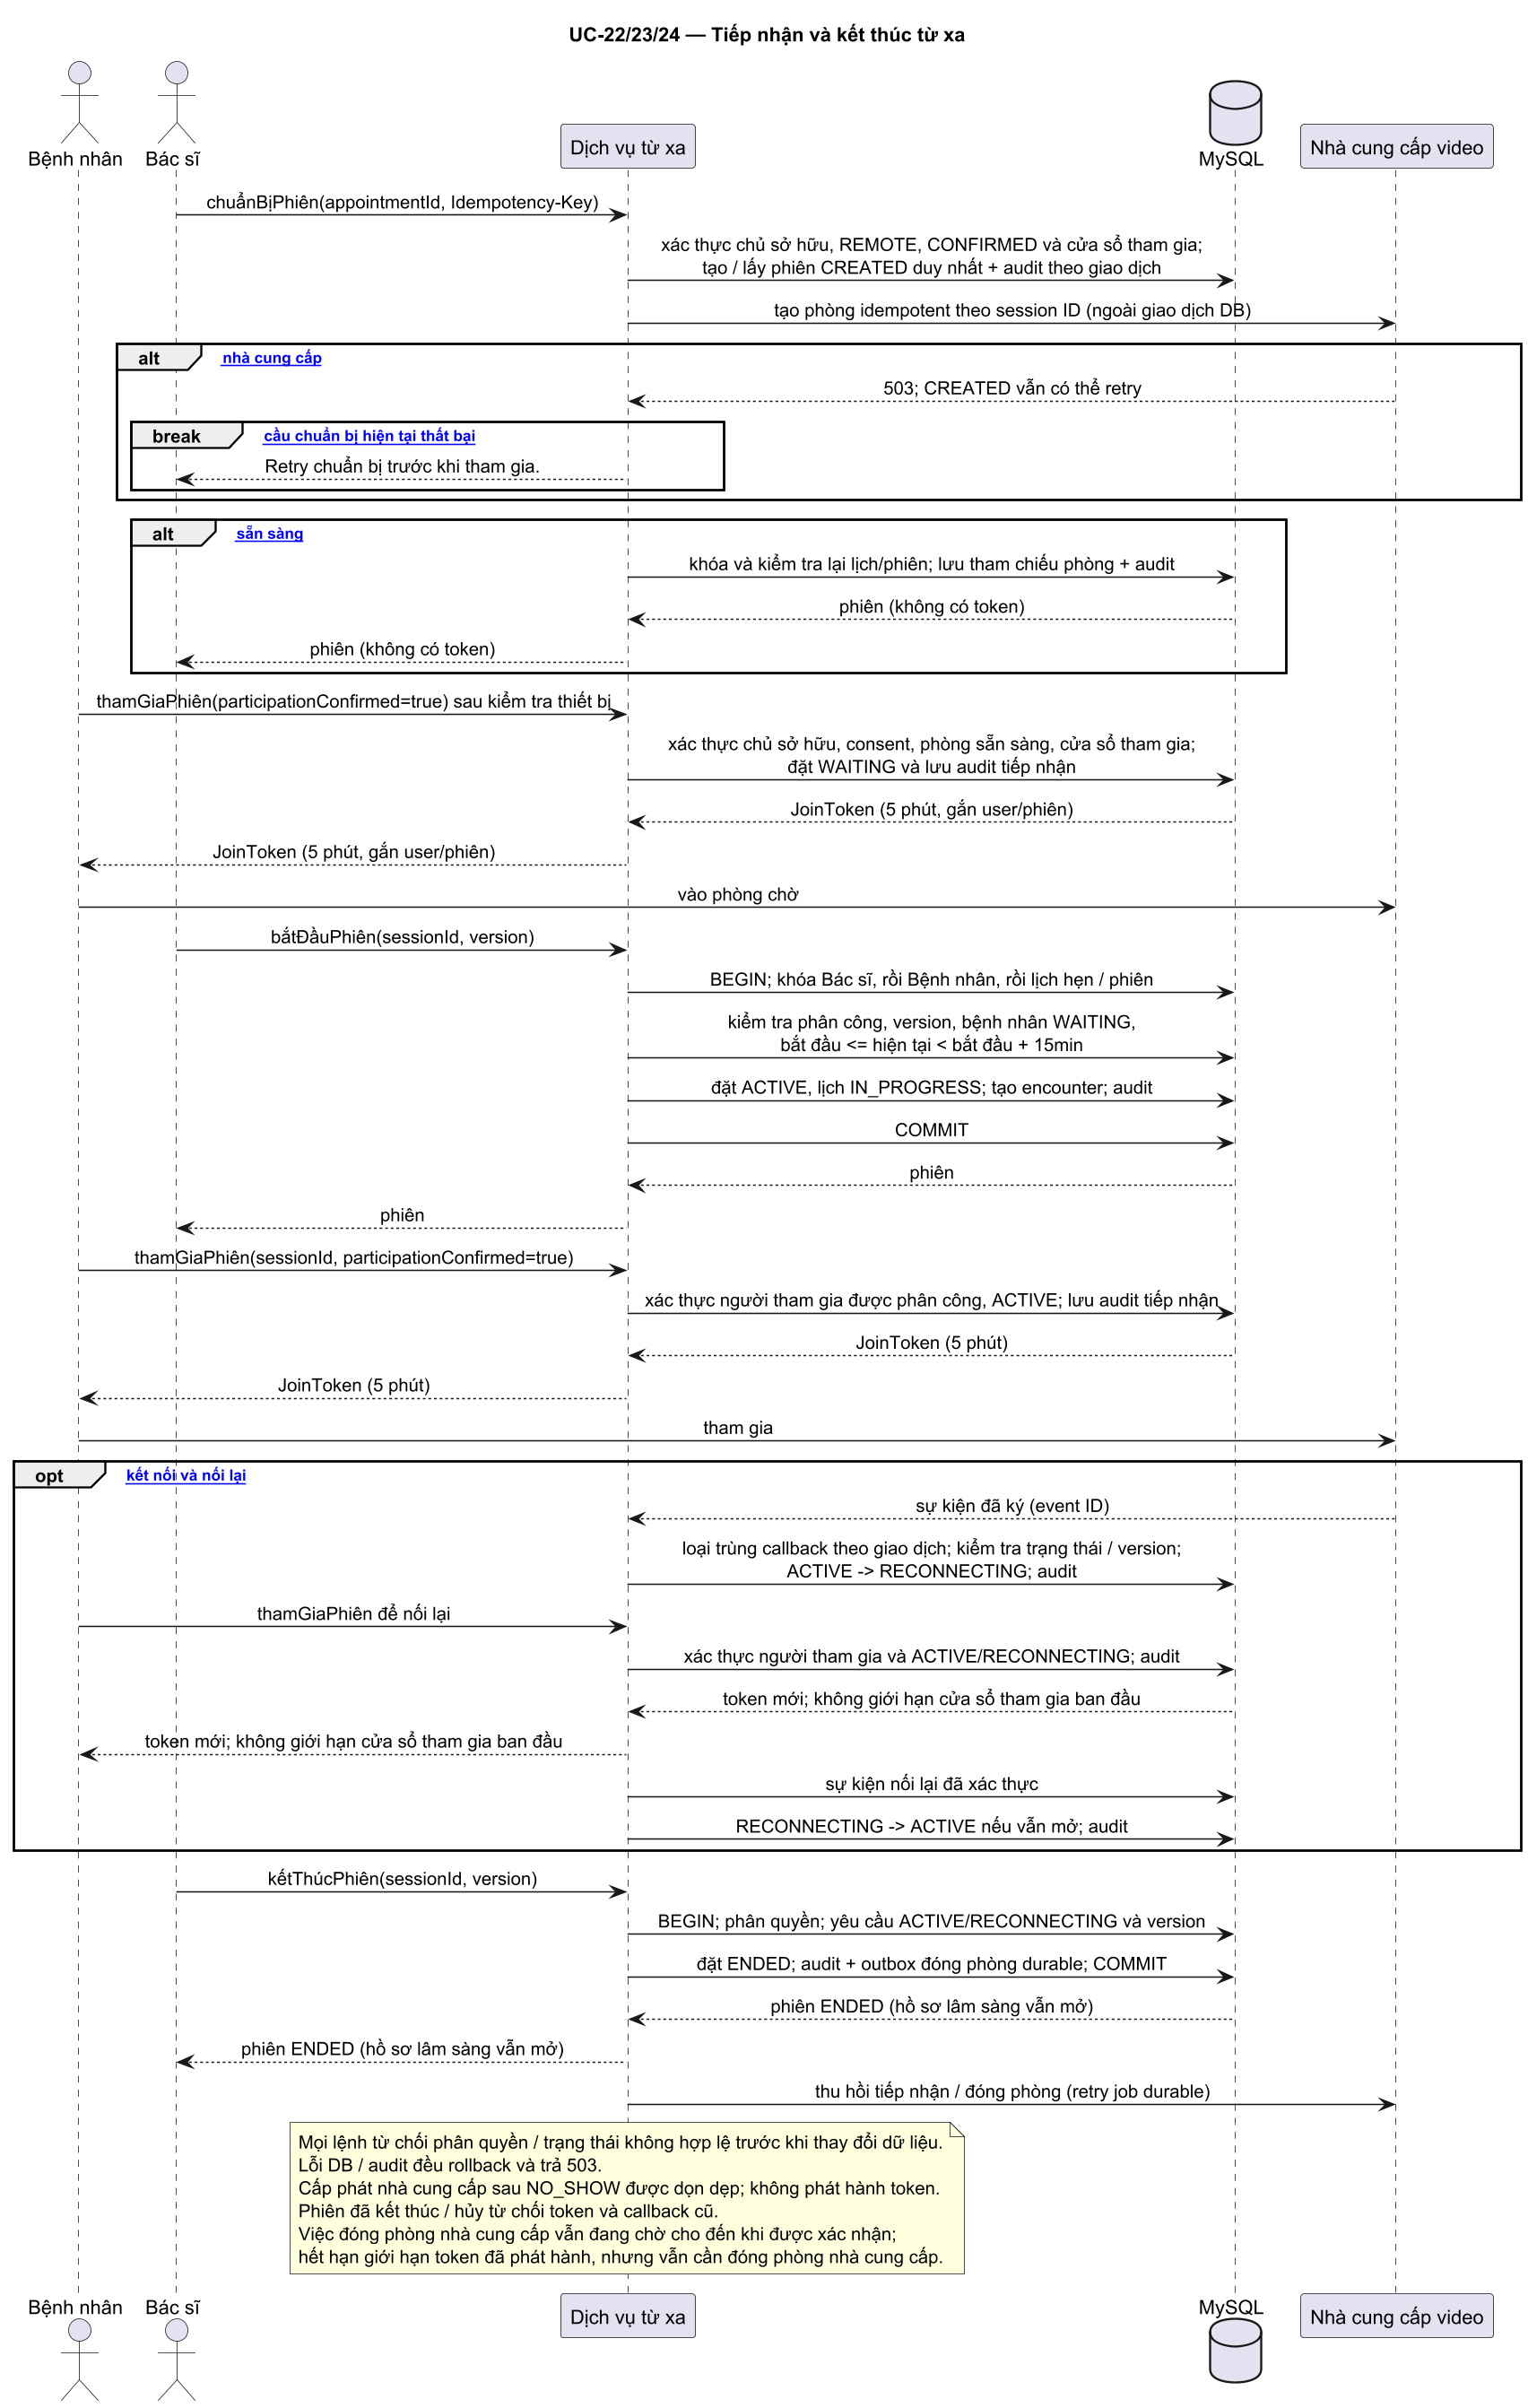 UC-22/23/24 — Tiếp nhận và kết thúc từ xa
Bệnh nhân
Bác sĩ
Dịch vụ từ xa
MySQL
Nhà cung cấp video
chuẩnBịPhiên(appointmentId, Idempotency-Key)
xác thực chủ sở hữu, REMOTE, CONFIRMED và cửa sổ tham gia;
tạo / lấy phiên CREATED duy nhất + audit theo giao dịch
tạo phòng idempotent theo session ID (ngoài giao dịch DB)
alt
nhà cung cấp
503; CREATED vẫn có thể retry
break
cầu chuẩn bị hiện tại thất bại
Retry chuẩn bị trước khi tham gia.
alt
sẵn sàng
khóa và kiểm tra lại lịch/phiên; lưu tham chiếu phòng + audit
phiên (không có token)
phiên (không có token)
thamGiaPhiên(participationConfirmed=true) sau kiểm tra thiết bị
xác thực chủ sở hữu, consent, phòng sẵn sàng, cửa sổ tham gia;
đặt WAITING và lưu audit tiếp nhận
JoinToken (5 phút, gắn user/phiên)
JoinToken (5 phút, gắn user/phiên)
vào phòng chờ
bắtĐầuPhiên(sessionId, version)
BEGIN; khóa Bác sĩ, rồi Bệnh nhân, rồi lịch hẹn / phiên
kiểm tra phân công, version, bệnh nhân WAITING,
bắt đầu <= hiện tại < bắt đầu + 15min
đặt ACTIVE, lịch IN_PROGRESS; tạo encounter; audit
COMMIT
phiên
phiên
thamGiaPhiên(sessionId, participationConfirmed=true)
xác thực người tham gia được phân công, ACTIVE; lưu audit tiếp nhận
JoinToken (5 phút)
JoinToken (5 phút)
tham gia
opt
kết nối và nối lại
sự kiện đã ký (event ID)
loại trùng callback theo giao dịch; kiểm tra trạng thái / version;
ACTIVE -> RECONNECTING; audit
thamGiaPhiên để nối lại
xác thực người tham gia và ACTIVE/RECONNECTING; audit
token mới; không giới hạn cửa sổ tham gia ban đầu
token mới; không giới hạn cửa sổ tham gia ban đầu
sự kiện nối lại đã xác thực
RECONNECTING -> ACTIVE nếu vẫn mở; audit
kếtThúcPhiên(sessionId, version)
BEGIN; phân quyền; yêu cầu ACTIVE/RECONNECTING và version
đặt ENDED; audit + outbox đóng phòng durable; COMMIT
phiên ENDED (hồ sơ lâm sàng vẫn mở)
phiên ENDED (hồ sơ lâm sàng vẫn mở)
thu hồi tiếp nhận / đóng phòng (retry job durable)
Mọi lệnh từ chối phân quyền / trạng thái không hợp lệ trước khi thay đổi dữ liệu.
Lỗi DB / audit đều rollback và trả 503.
Cấp phát nhà cung cấp sau NO_SHOW được dọn dẹp; không phát hành token.
Phiên đã kết thúc / hủy từ chối token và callback cũ.
Việc đóng phòng nhà cung cấp vẫn đang chờ cho đến khi được xác nhận;
hết hạn giới hạn token đã phát hành, nhưng vẫn cần đóng phòng nhà cung cấp.
Bệnh nhân
Bác sĩ
Dịch vụ từ xa
MySQL
Nhà cung cấp video